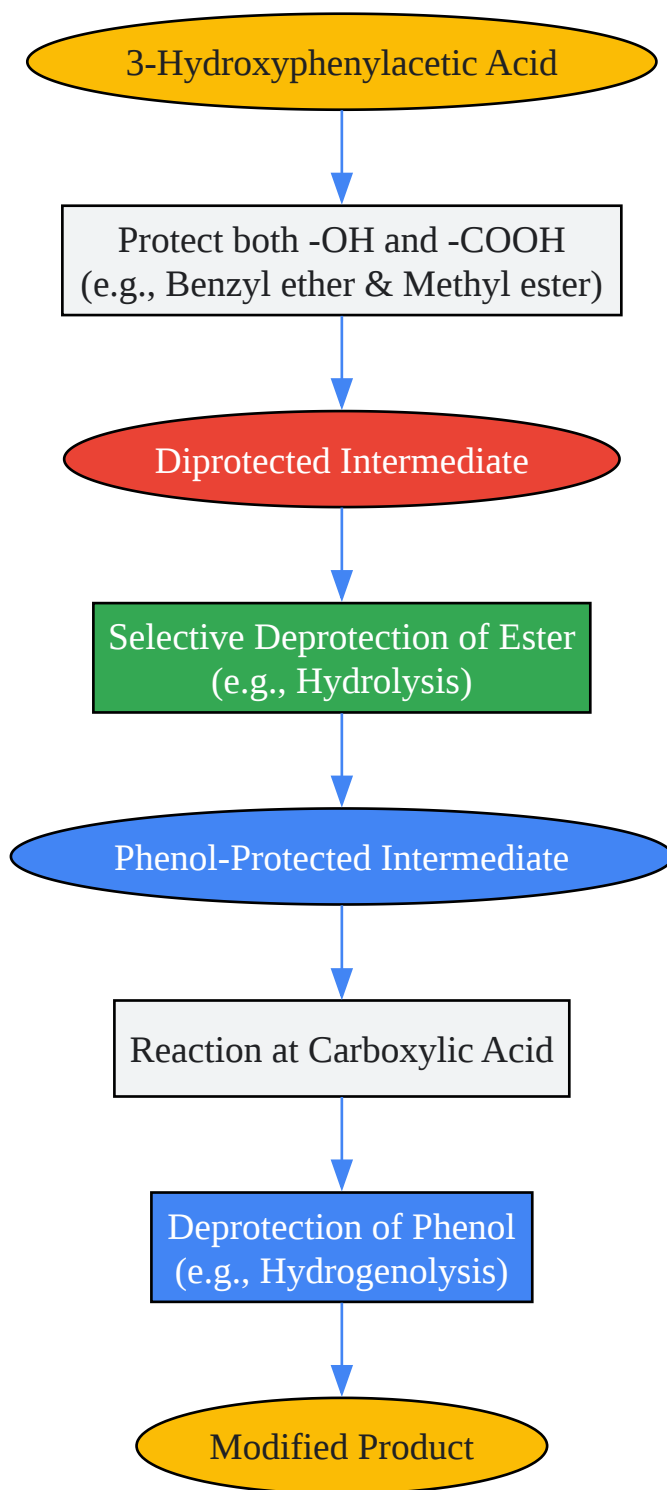 3-Hydroxyphenylacetic Acid
Protect both -OH and -COOH
(e.g., Benzyl ether & Methyl ester)
Diprotected Intermediate
Selective Deprotection of Ester
(e.g., Hydrolysis)
Phenol-Protected Intermediate
Reaction at Carboxylic Acid
Deprotection of Phenol
(e.g., Hydrogenolysis)
Modified Product